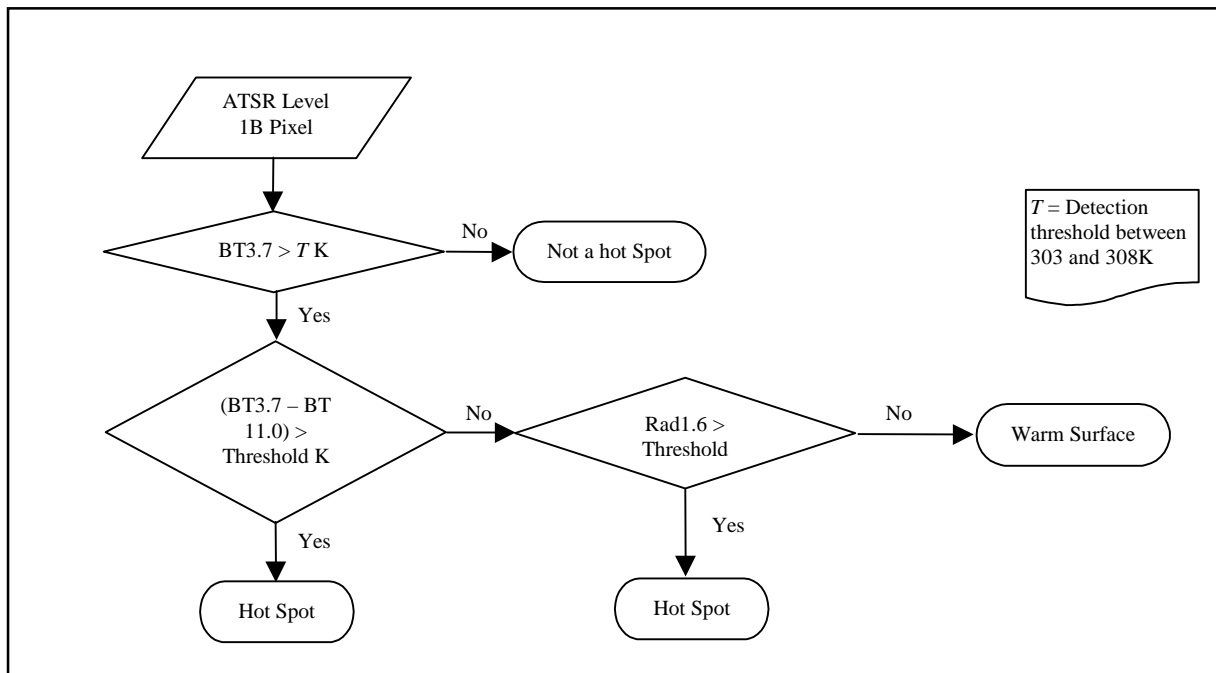 ATSR Level
1B Pixel
BT3.7 > T K
No
Not a hot Spot
T = Detection
threshold between
303 and 308K
Yes
(BT3.7 – BT
11.0) >
Threshold K
No
Rad1.6 >
Threshold
No
Warm Surface
Yes
Hot Spot
Yes
Hot Spot